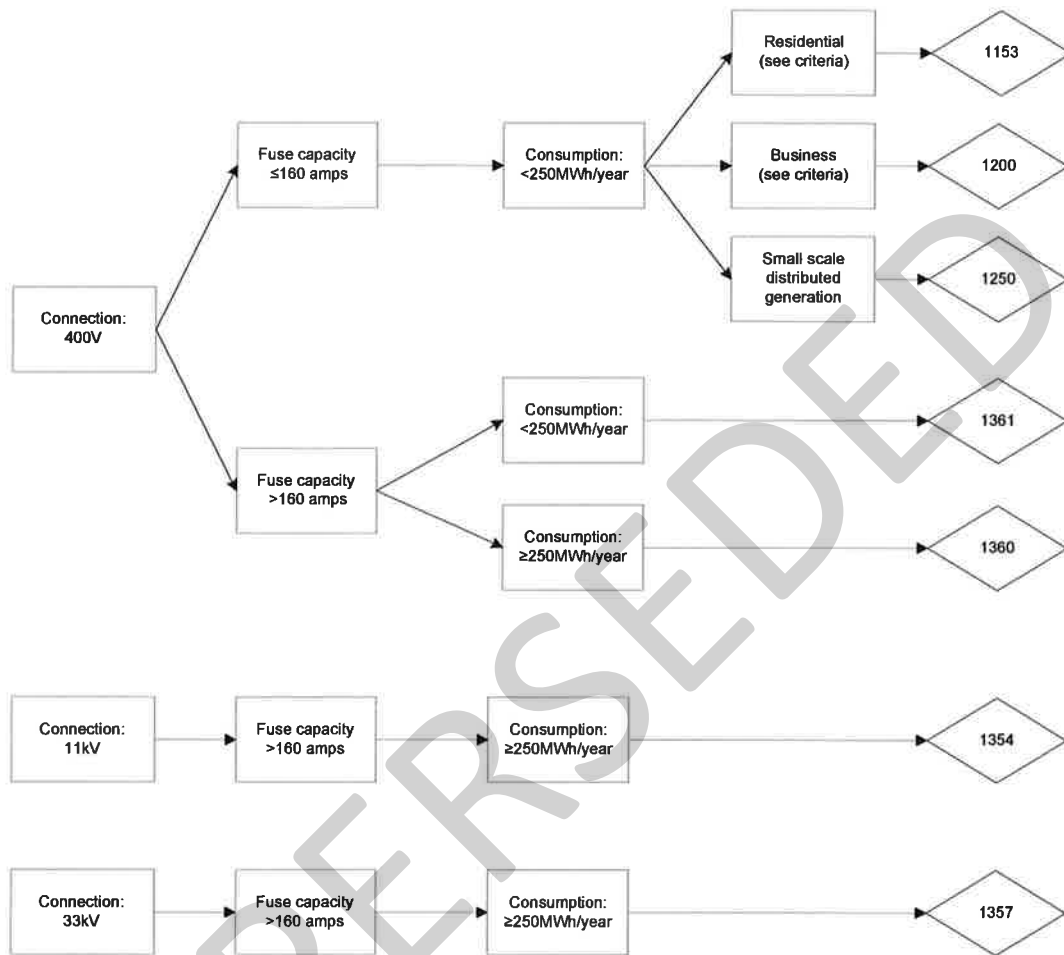 Residential
(see criteria)
1153
Fuse capacity
≤160 amps
Consumption:
<250MWh/year
Business
(see criteria)
1200
Small scale
distributed
generation
1250
Connection:
400V
Consumption:
<250MWh/year
1361
Fuse capacity
>160 amps
Consumption:
≥250MWh/year
1360
Connection:
11kV
Fuse capacity
>160 amps
Consumption:
≥250MWh/year
1354
Connection:
33kV
Fuse capacity
>160 amps
Consumption:
≥250MWh/year
1357
PERSEDED